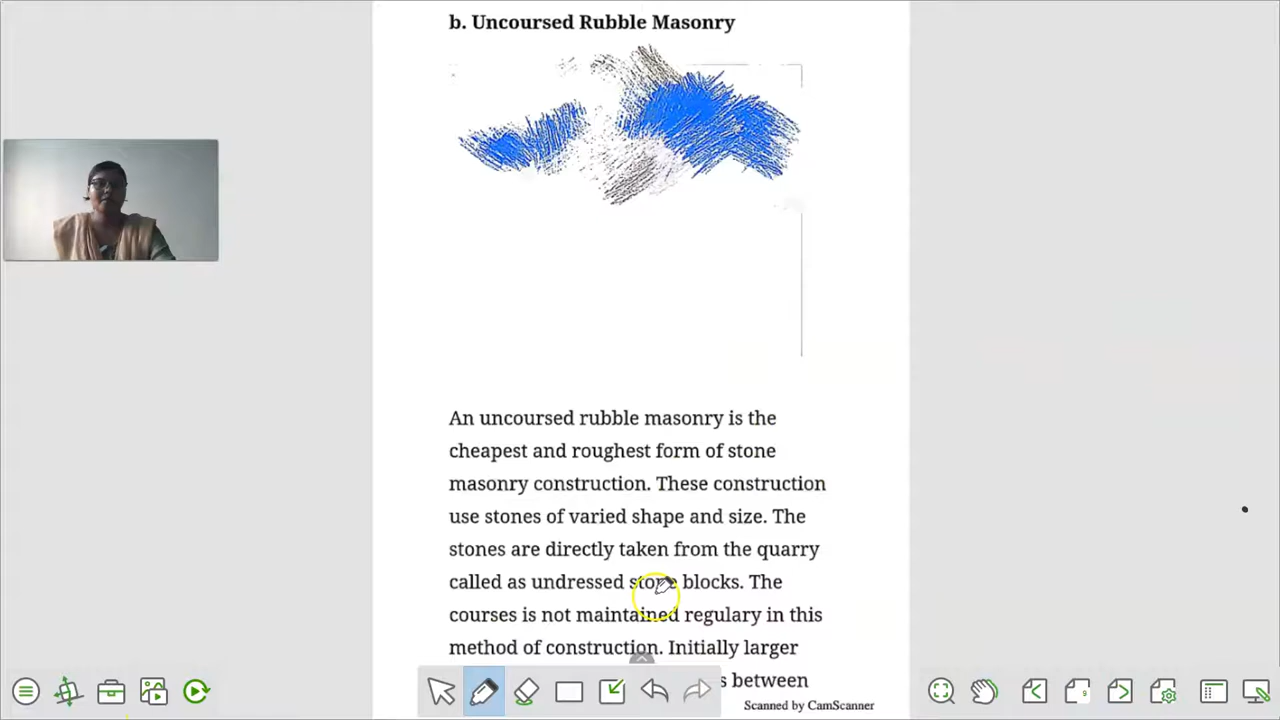 b. Uncoursed Rubble Masonry
An uncoursed rubble masonry is the
cheapest and roughest form of stone
masonry construction. These construction
use stones of varied shape and size. The
stones are directly taken from the quarry
called as undressed stone blocks. The
courses is not maintained regulary in this
method of construction. Initially larger
s between
Scanned by CamScanner
9